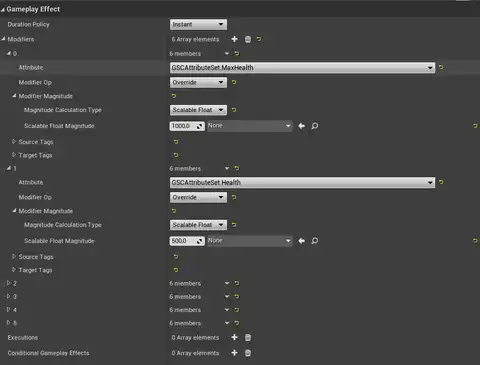 Gameplay Effect
Duration Policy Instant
Modifiers 6 Array elements
0 6 members
Attribute GSCAttributeSet.MaxHealth
Modifier Op Override
Modifier Magnitude
Magnitude Calculation Type Scalable Float
Scalable Float Magnitude 1000,0 None
Source Tags
Target Tags
1 6 members
Attribute GSCAttributeSet.Health
Modifier Op Override
Modifier Magnitude
Magnitude Calculation Type Scalable Float
Scalable Float Magnitude 500,0 None
Source Tags
Target Tags
2 6 members
3 6 members
4 6 members
5 6 members
Executions 0 Array elements
Conditional Gameplay Effects 0 Array elements